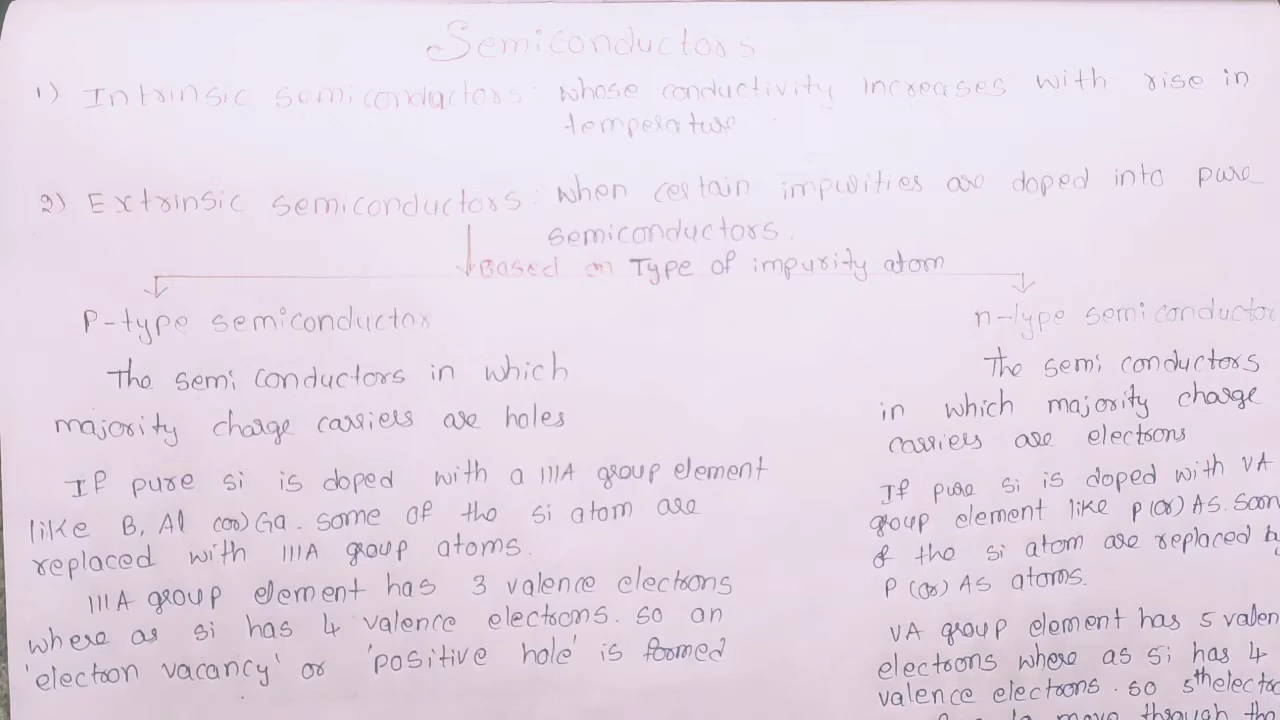 Semiconductors
1) Intrinsic semiconductors: whose conductivity increases with rise in
temperature
2) Extrinsic semiconductors: when certain impurities are doped into pure
semiconductors.
Based on Type of impurity atom
P-type semiconductor
The semi conductors in which
majority charge carriers are holes
If pure si is doped with a IIIA group element
like B, Al (or) Ga. some of the si atom are
replaced with IIIA group atoms.
IIIA group element has 3 valence electrons
where as si has 4 valence electrons. so an
'electron vacancy' or 'positive hole' is formed
n-type semiconductor
The semi conductors
in which majority charge
carriers are electrons
If pure si is doped with VA
group element like P (or) As. Som
of the si atom are replaced b
P (or) As atoms.
VA group element has 5 valen
electrons where as si has 4
valence electrons. so 5th electr
to move through the